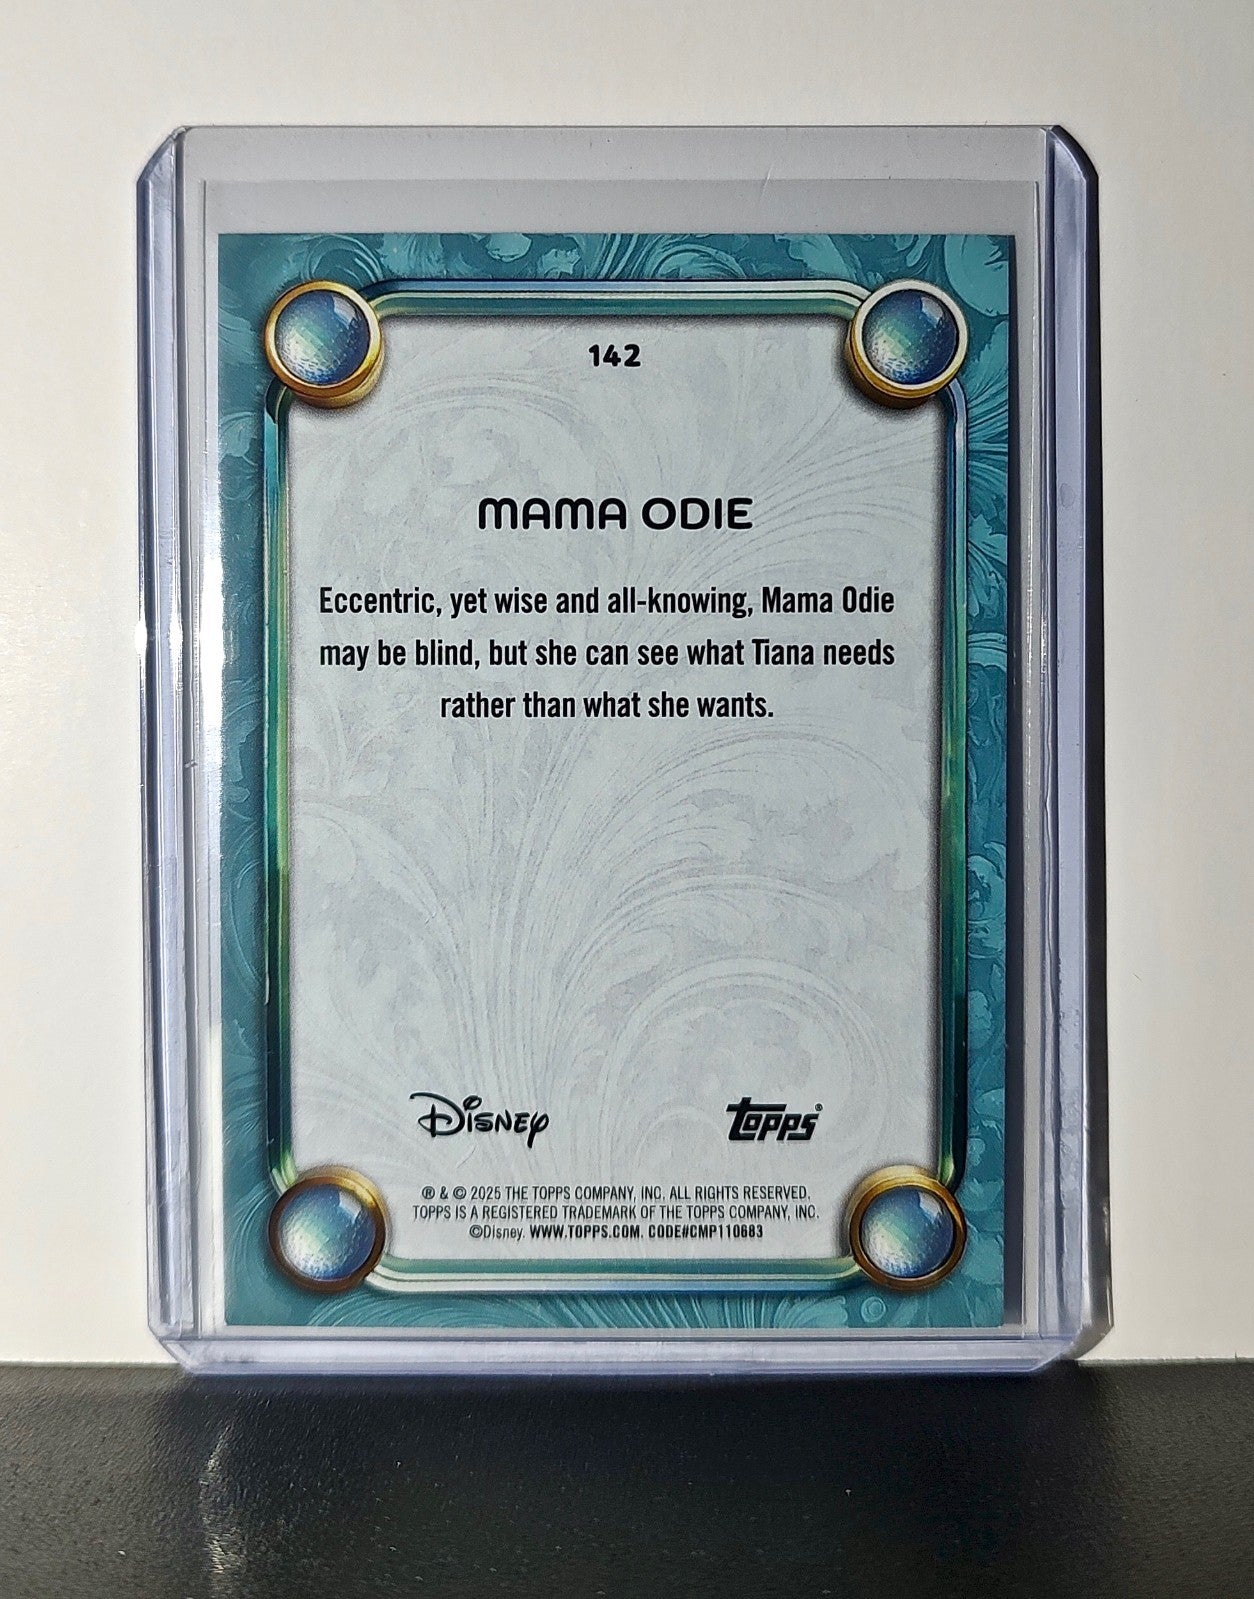 142
MAMA ODIE
Eccentric, yet wise and all-knowing, Mama Odie
may be blind, but she can see what Tiana needs
rather than what she wants.
Disney
topps®
® & © 2025 THE TOPPS COMPANY, INC. ALL RIGHTS RESERVED.
TOPPS IS A REGISTERED TRADEMARK OF THE TOPPS COMPANY, INC.
©Disney. WWW.TOPPS.COM. CODE#CMP110683